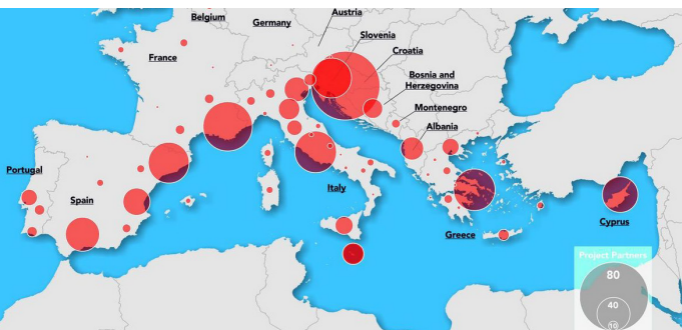 Austria
Belgium
Germany
Slovenia
France
Croatia
Bosnia and
Herzegovina
Montenegro
Albania
Portugal
Spain
Italy
Greece
Cyprus
Project Partners
80
40
10